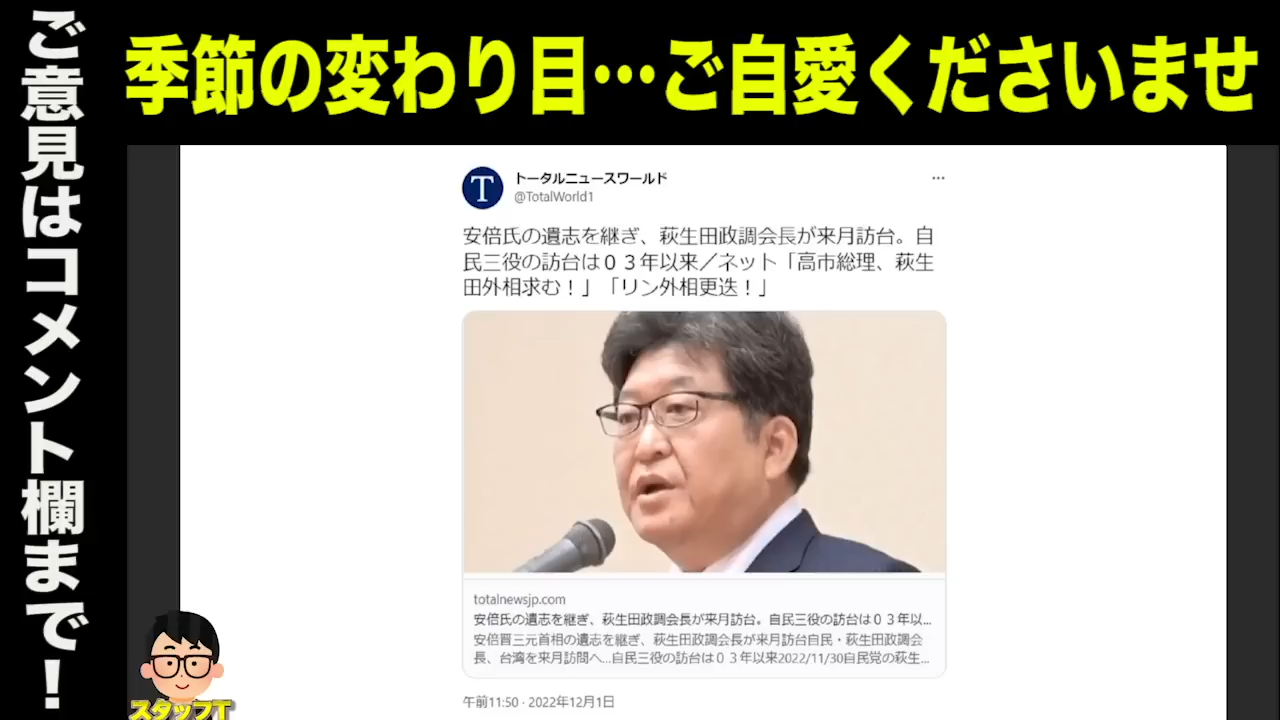 季節の変わり目…ご自愛くださいませ
ご意見はコメント欄まで！
T
トータルニュースワールド
@TotalWorld1
安倍氏の遺志を継ぎ、萩生田政調会長が来月訪台。自
民三役の訪台は０３年以来／ネット「高市総理、萩生
田外相求む！」「リン外相更迭！」
totalnewsjp.com
安倍氏の遺志を継ぎ、萩生田政調会長が来月訪台。自民三役の訪台は０３年以...
安倍晋三元首相の遺志を継ぎ、萩生田政調会長が来月訪台自民・萩生田政調会
長、台湾を来月訪問へ...自民三役の訪台は０３年以来2022/11/30自民党の萩生...
午前11:50 · 2022年12月1日
スタッフT